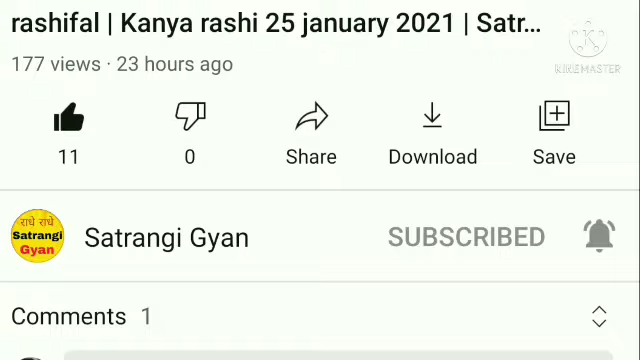 rashifal | Kanya rashi 25 january 2021 | Satr...
177 views · 23 hours ago
KINEMASTER
11
0
Share
Download
Save
राधे राधे
Satrangi
Gyan
Satrangi Gyan
SUBSCRIBED
Comments 1